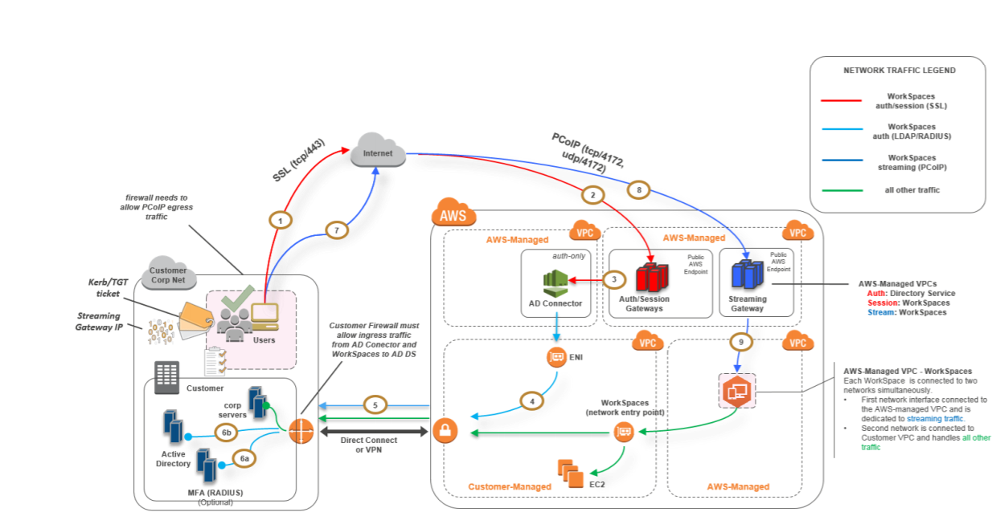 NETWORK TRAFFIC LEGEND
WorkSpaces
auth/session (SSL)
WorkSpaces
auth (LDAP/RADIUS)
WorkSpaces
streaming (PCoIP)
all other traffic
SSL (tcp/443)
Internet
PCoIP (tcp/4172,
udp/4172)
1
7
2
8
firewall needs to
allow PCoIP egress
traffic
Customer
Corp Net
Kerb/TGT
ticket
Streaming
Gateway IP
Users
Customer Firewall must
allow ingress traffic
from AD Conector and
WorkSpaces to AD DS
Customer
corp
servers
6b
Active
Directory
6a
MFA (RADIUS)
(Optional)
5
Direct Connect
or VPN
AWS
AWS-Managed
VPC
auth-only
AD Connector
3
AWS-Managed
VPC
Public
AWS
Endpoint
Auth/Session
Gateways
Public
AWS
Endpoint
Streaming
Gateway
AWS-Managed VPCs
Auth: Directory Service
Session: WorkSpaces
Stream: WorkSpaces
VPC
ENI
4
WorkSpaces
(network entry point)
EC2
Customer-Managed
9
VPC
AWS-Managed
AWS-Managed VPC - WorkSpaces
Each WorkSpace is connected to two
networks simultaneously.
• First network interface connected to
the AWS-managed VPC and is
dedicated to streaming traffic.
• Second network is connected to
Customer VPC and handles all other
traffic